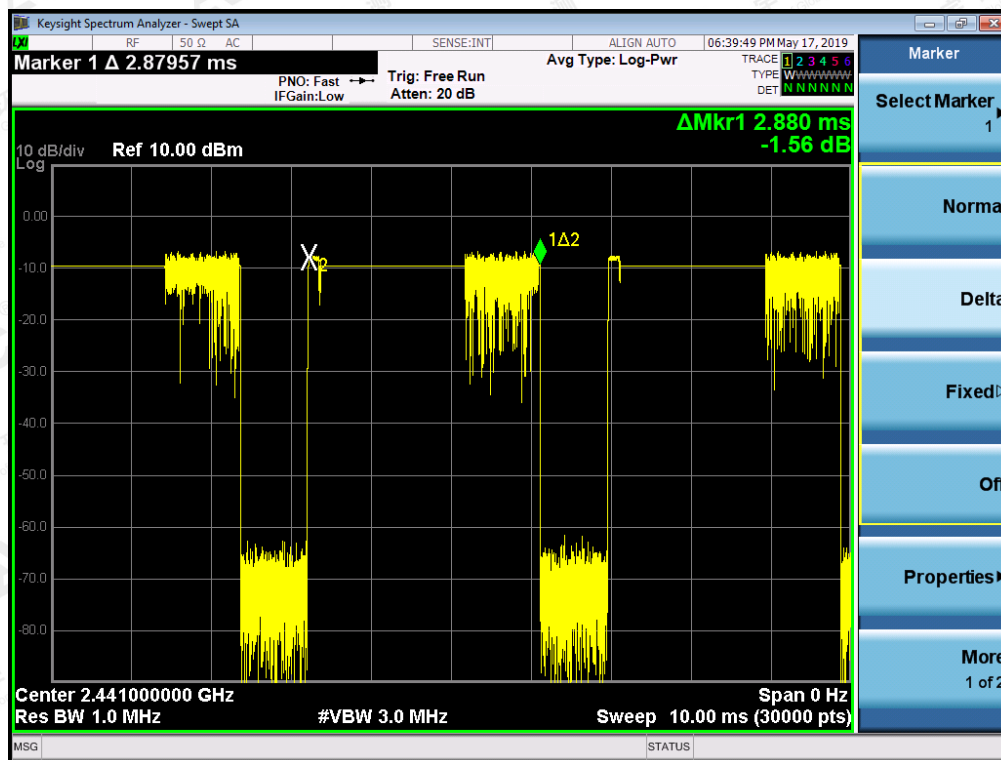 Keysight Spectrum Analyzer - Swept SA
LXI RF 50 Ω AC SENSE:INT ALIGN AUTO 06:39:49 PM May 17, 2019
Marker 1 Δ 2.87957 ms
PNO: Fast
IFGain:Low
Trig: Free Run
Atten: 20 dB
Avg Type: Log-Pwr
TRACE 1 2 3 4 5 6
TYPE WWWWWWW
DET N N N N N N
ΔMkr1 2.880 ms
-1.56 dB
10 dB/div Ref 10.00 dBm
Log
0.00
-10.0
-20.0
-30.0
-40.0
-50.0
-60.0
-70.0
-80.0
X2
1Δ2
Center 2.441000000 GHz Span 0 Hz
Res BW 1.0 MHz #VBW 3.0 MHz Sweep 10.00 ms (30000 pts)
MSG STATUS
Marker
Select Marker
1
Norma
Delta
Fixed
Off
Properties
More
1 of 2